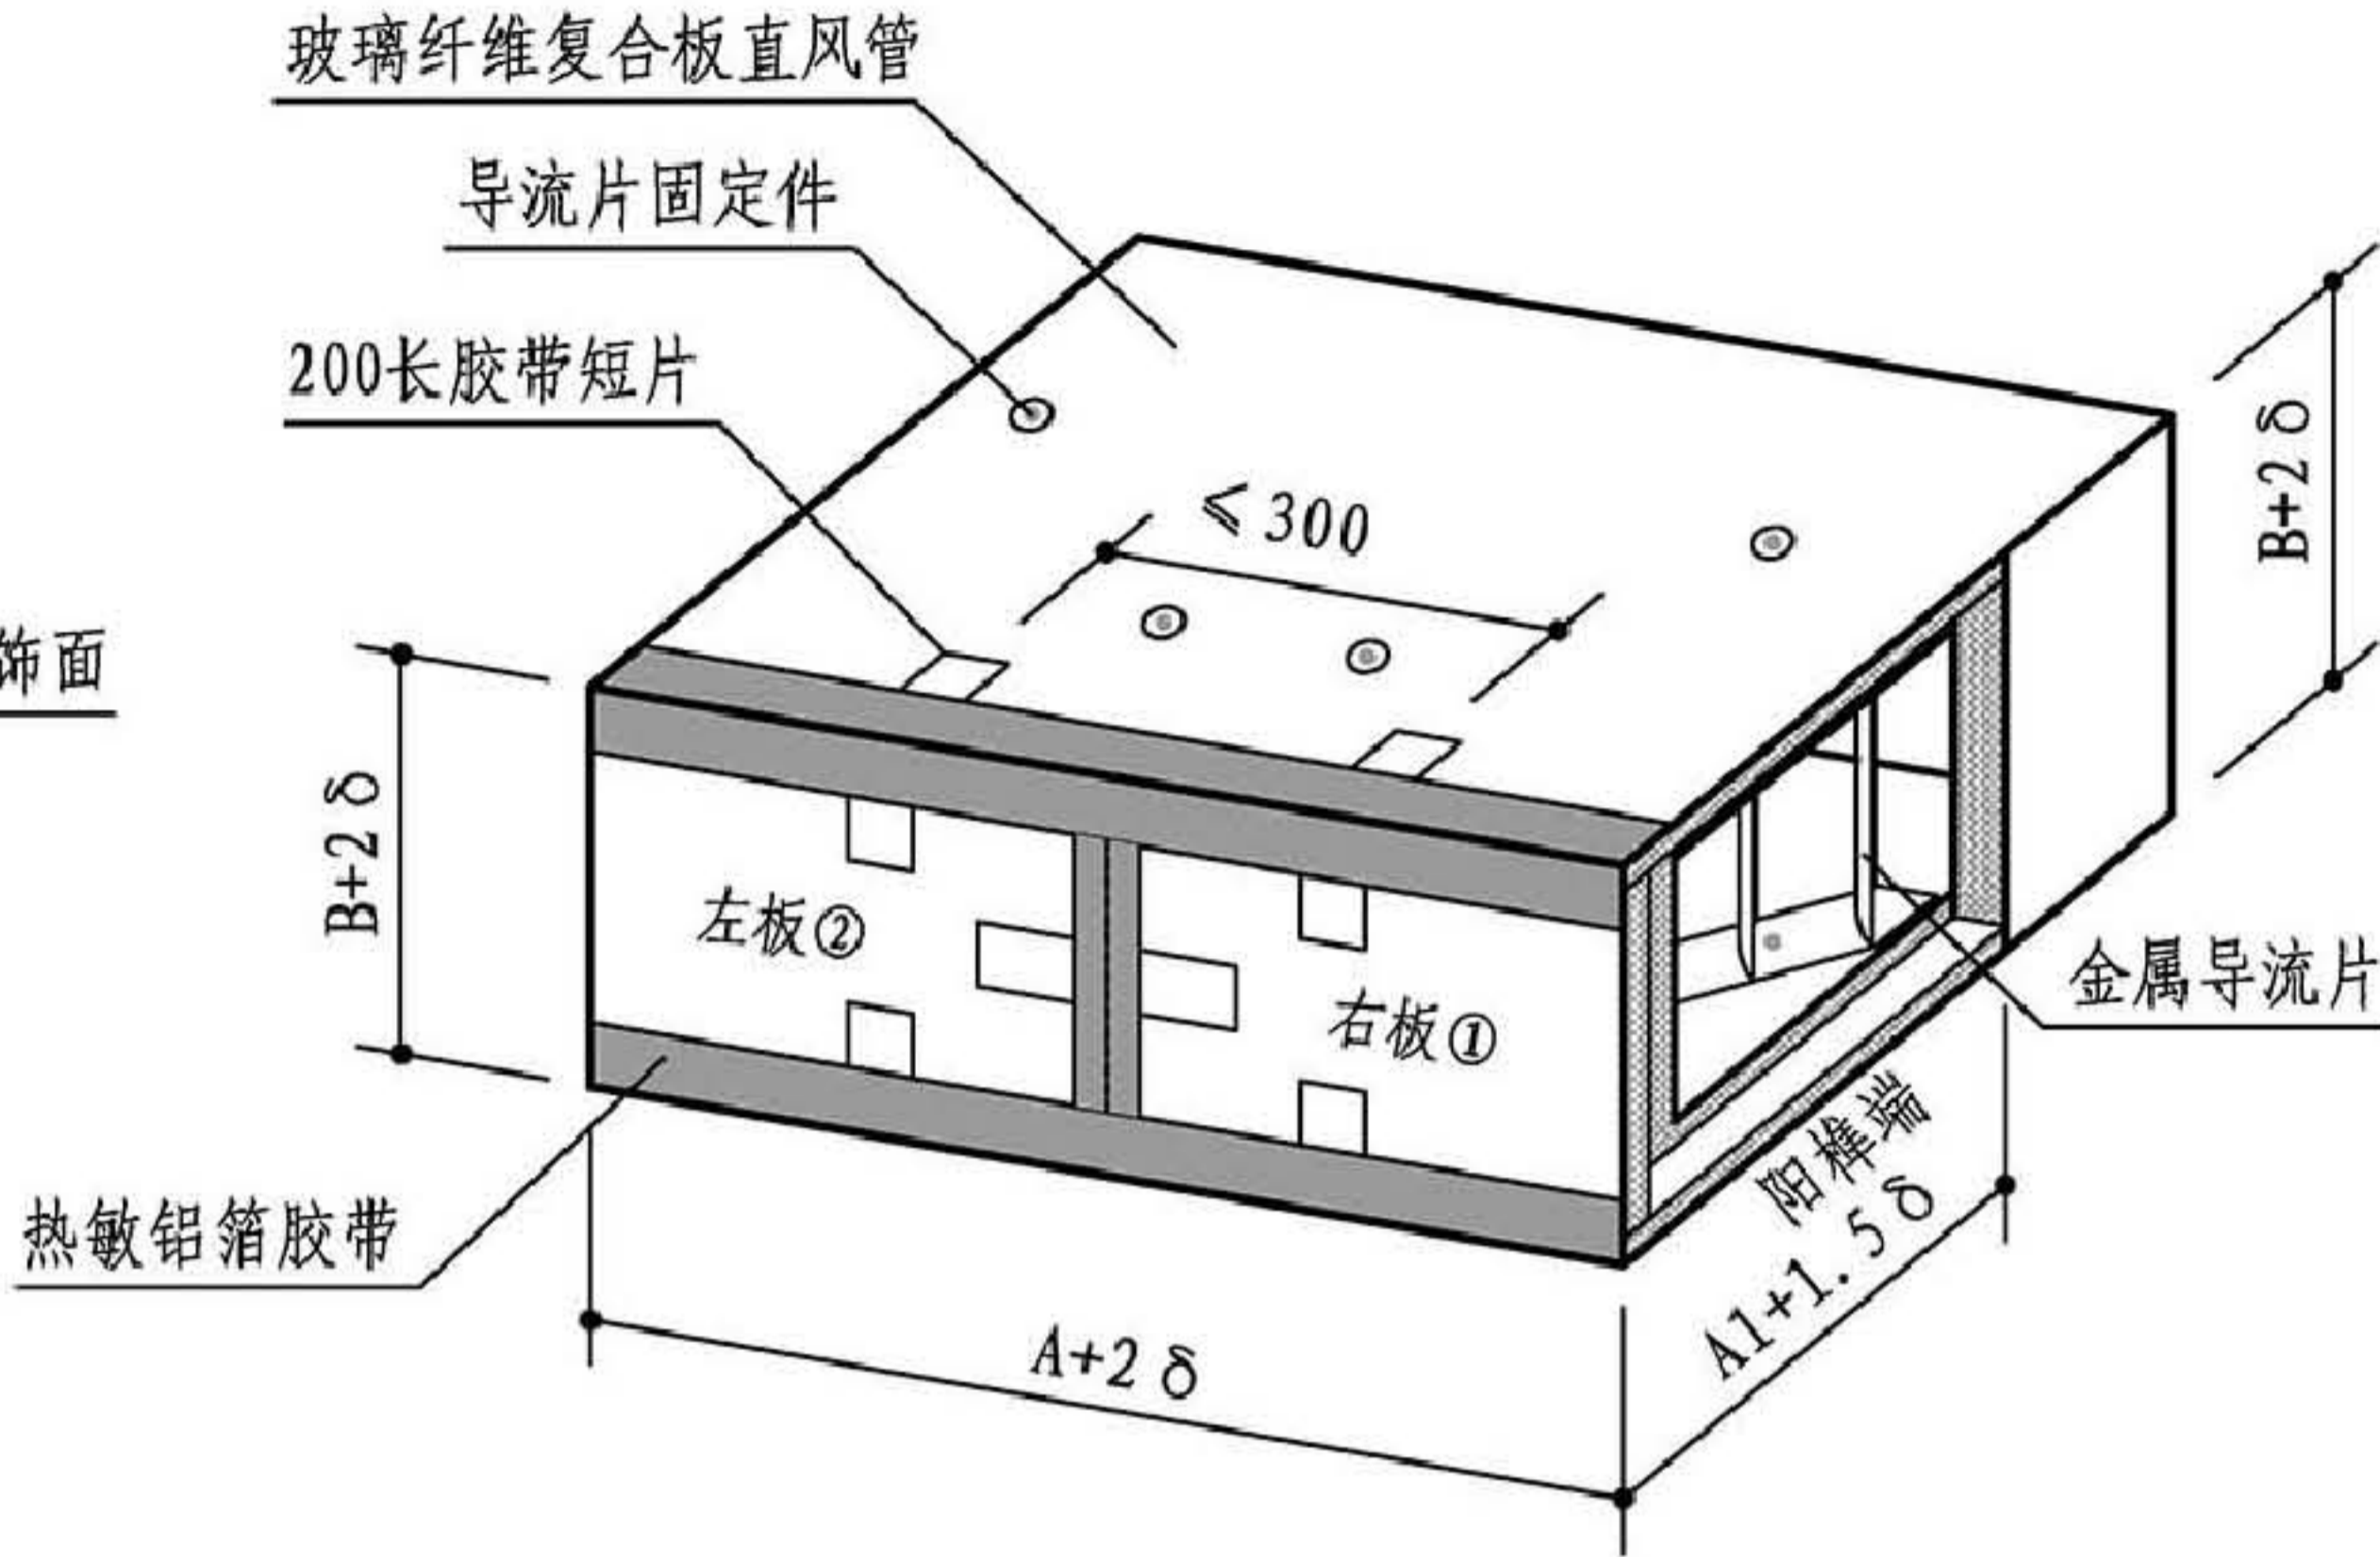 玻璃纤维复合板直风管
导流片固定件
200长胶带短片
≤300
B+2δ
饰面
B+2δ
左板②
右板①
金属导流片
阳榫端
A1+1.5δ
热敏铝箔胶带
A+2δ